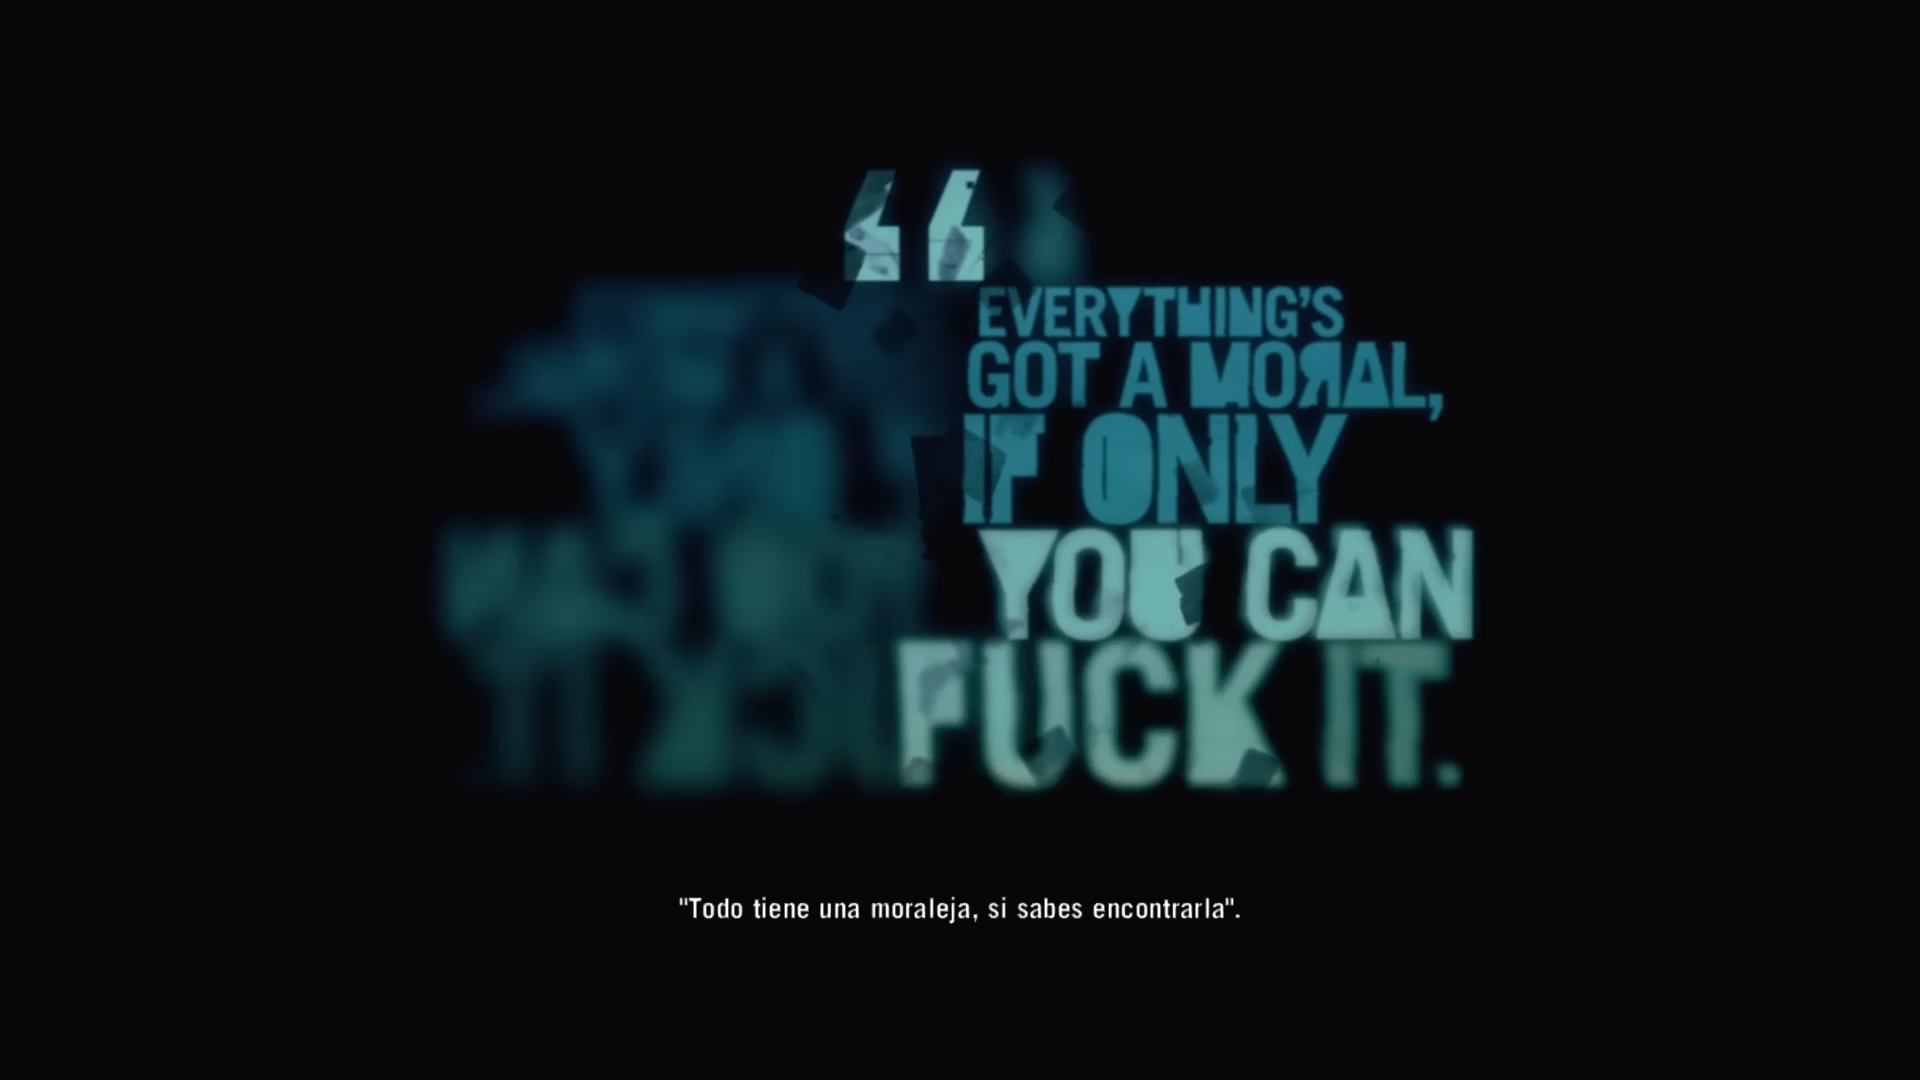 “
EVERYTHING'S
GOT A MORAL,
IF ONLY
YOU CAN
FUCK IT.
"Todo tiene una moraleja, si sabes encontrarla".